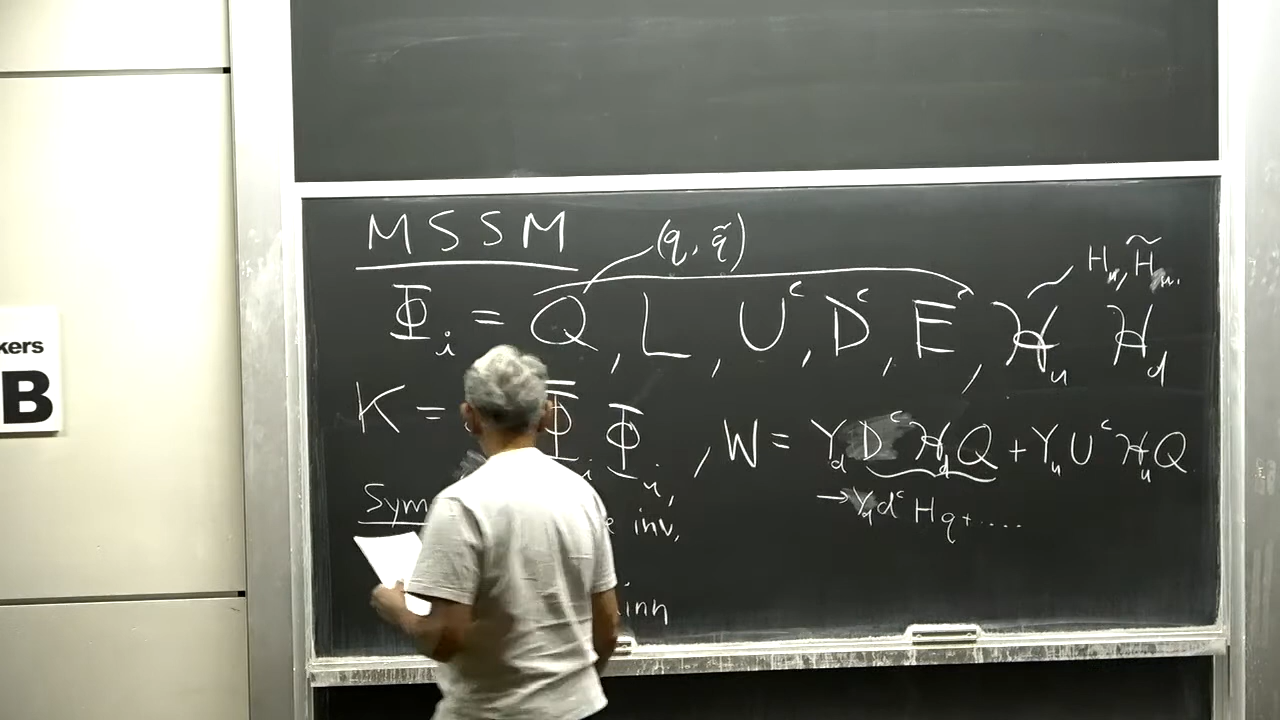 MSSM
(q, q̃)
H_u, H̃_u.
Φ_i = Q, L, U^c, D^c, E^c, ℋ_u ℋ_d
K = Φ̄_i Φ_i, , W = Y_d D^c ℋ_d Q + Y_u U^c ℋ_u Q
→ Y_d d^c H q + ....
inv,
kers
B